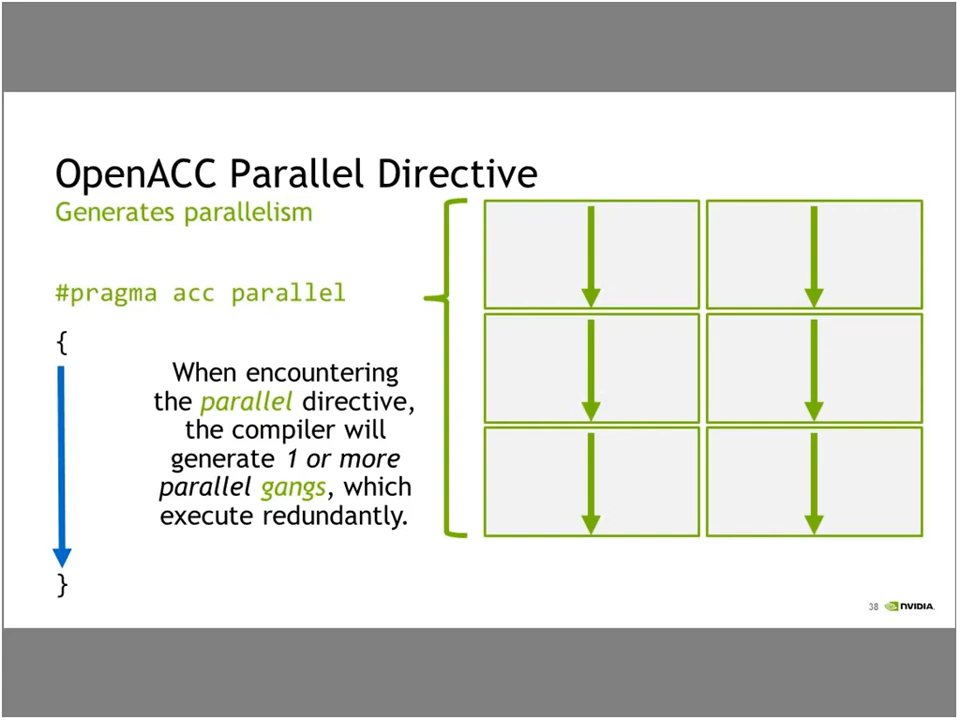 OpenACC Parallel Directive
Generates parallelism
#pragma acc parallel
{
When encountering
the parallel directive,
the compiler will
generate 1 or more
parallel gangs, which
execute redundantly.
}
38 NVIDIA.